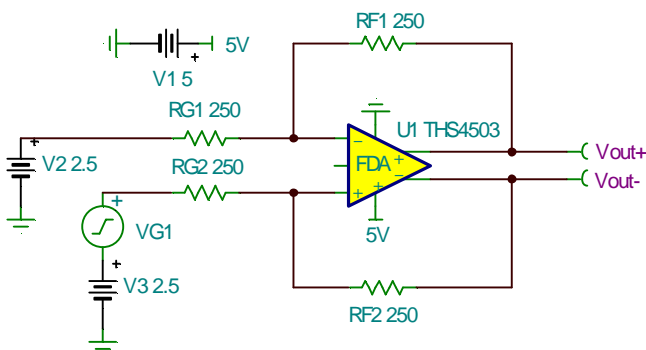 RF1 250
5V
V1 5
RG1 250
U1 THS4503
V2 2.5
RG2 250
FDA
Vout+
Vout-
VG1
5V
V3 2.5
RF2 250